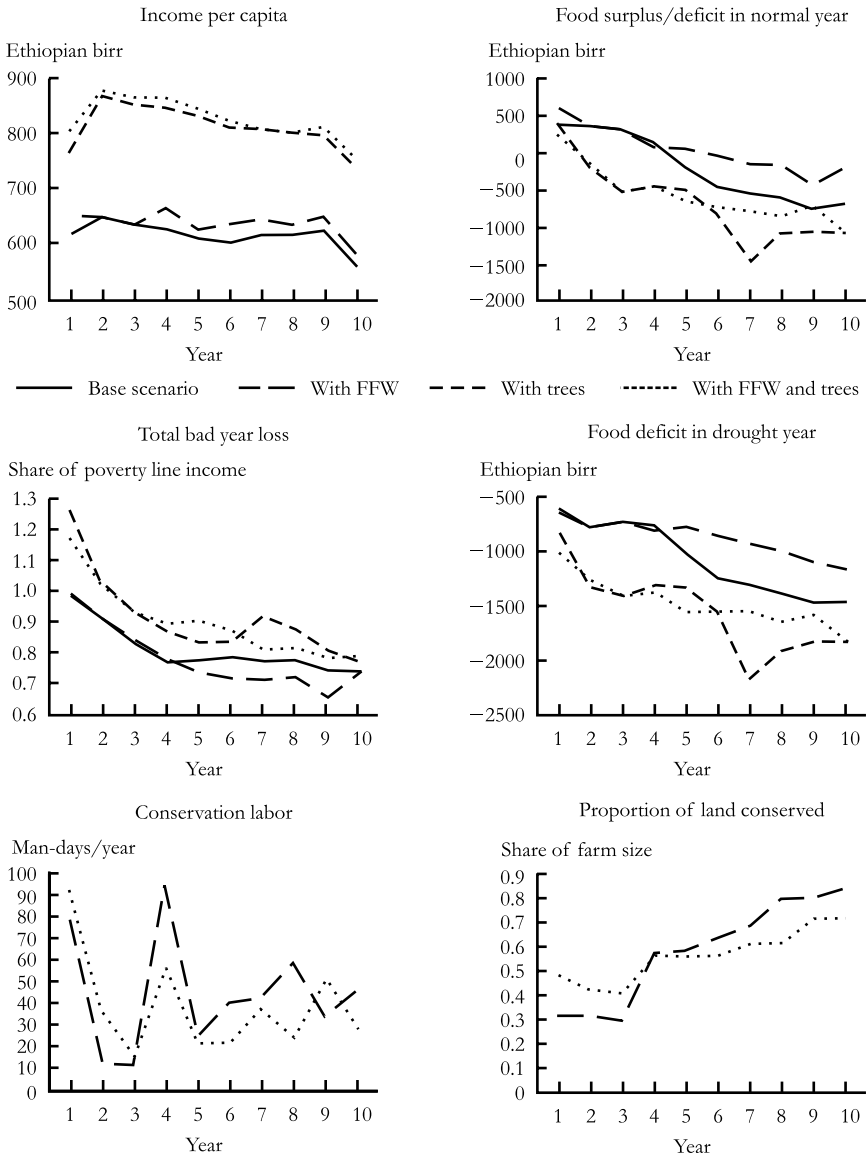 Income per capita
Ethiopian birr
900
800
700
600
500
1 2 3 4 5 6 7 8 9 10
Year
Food surplus/deficit in normal year
Ethiopian birr
1000
500
0
−500
−1000
−1500
−2000
1 2 3 4 5 6 7 8 9 10
Year
Base scenario With FFW With trees With FFW and trees
Total bad year loss
Share of poverty line income
1.3
1.2
1.1
1.0
0.9
0.8
0.7
0.6
1 2 3 4 5 6 7 8 9 10
Year
Food deficit in drought year
Ethiopian birr
−500
−1000
−1500
−2000
−2500
1 2 3 4 5 6 7 8 9 10
Year
Conservation labor
Man-days/year
100
90
80
70
60
50
40
30
20
10
0
1 2 3 4 5 6 7 8 9 10
Year
Proportion of land conserved
Share of farm size
0.9
0.8
0.7
0.6
0.5
0.4
0.3
0.2
0.1
0
1 2 3 4 5 6 7 8 9 10
Year